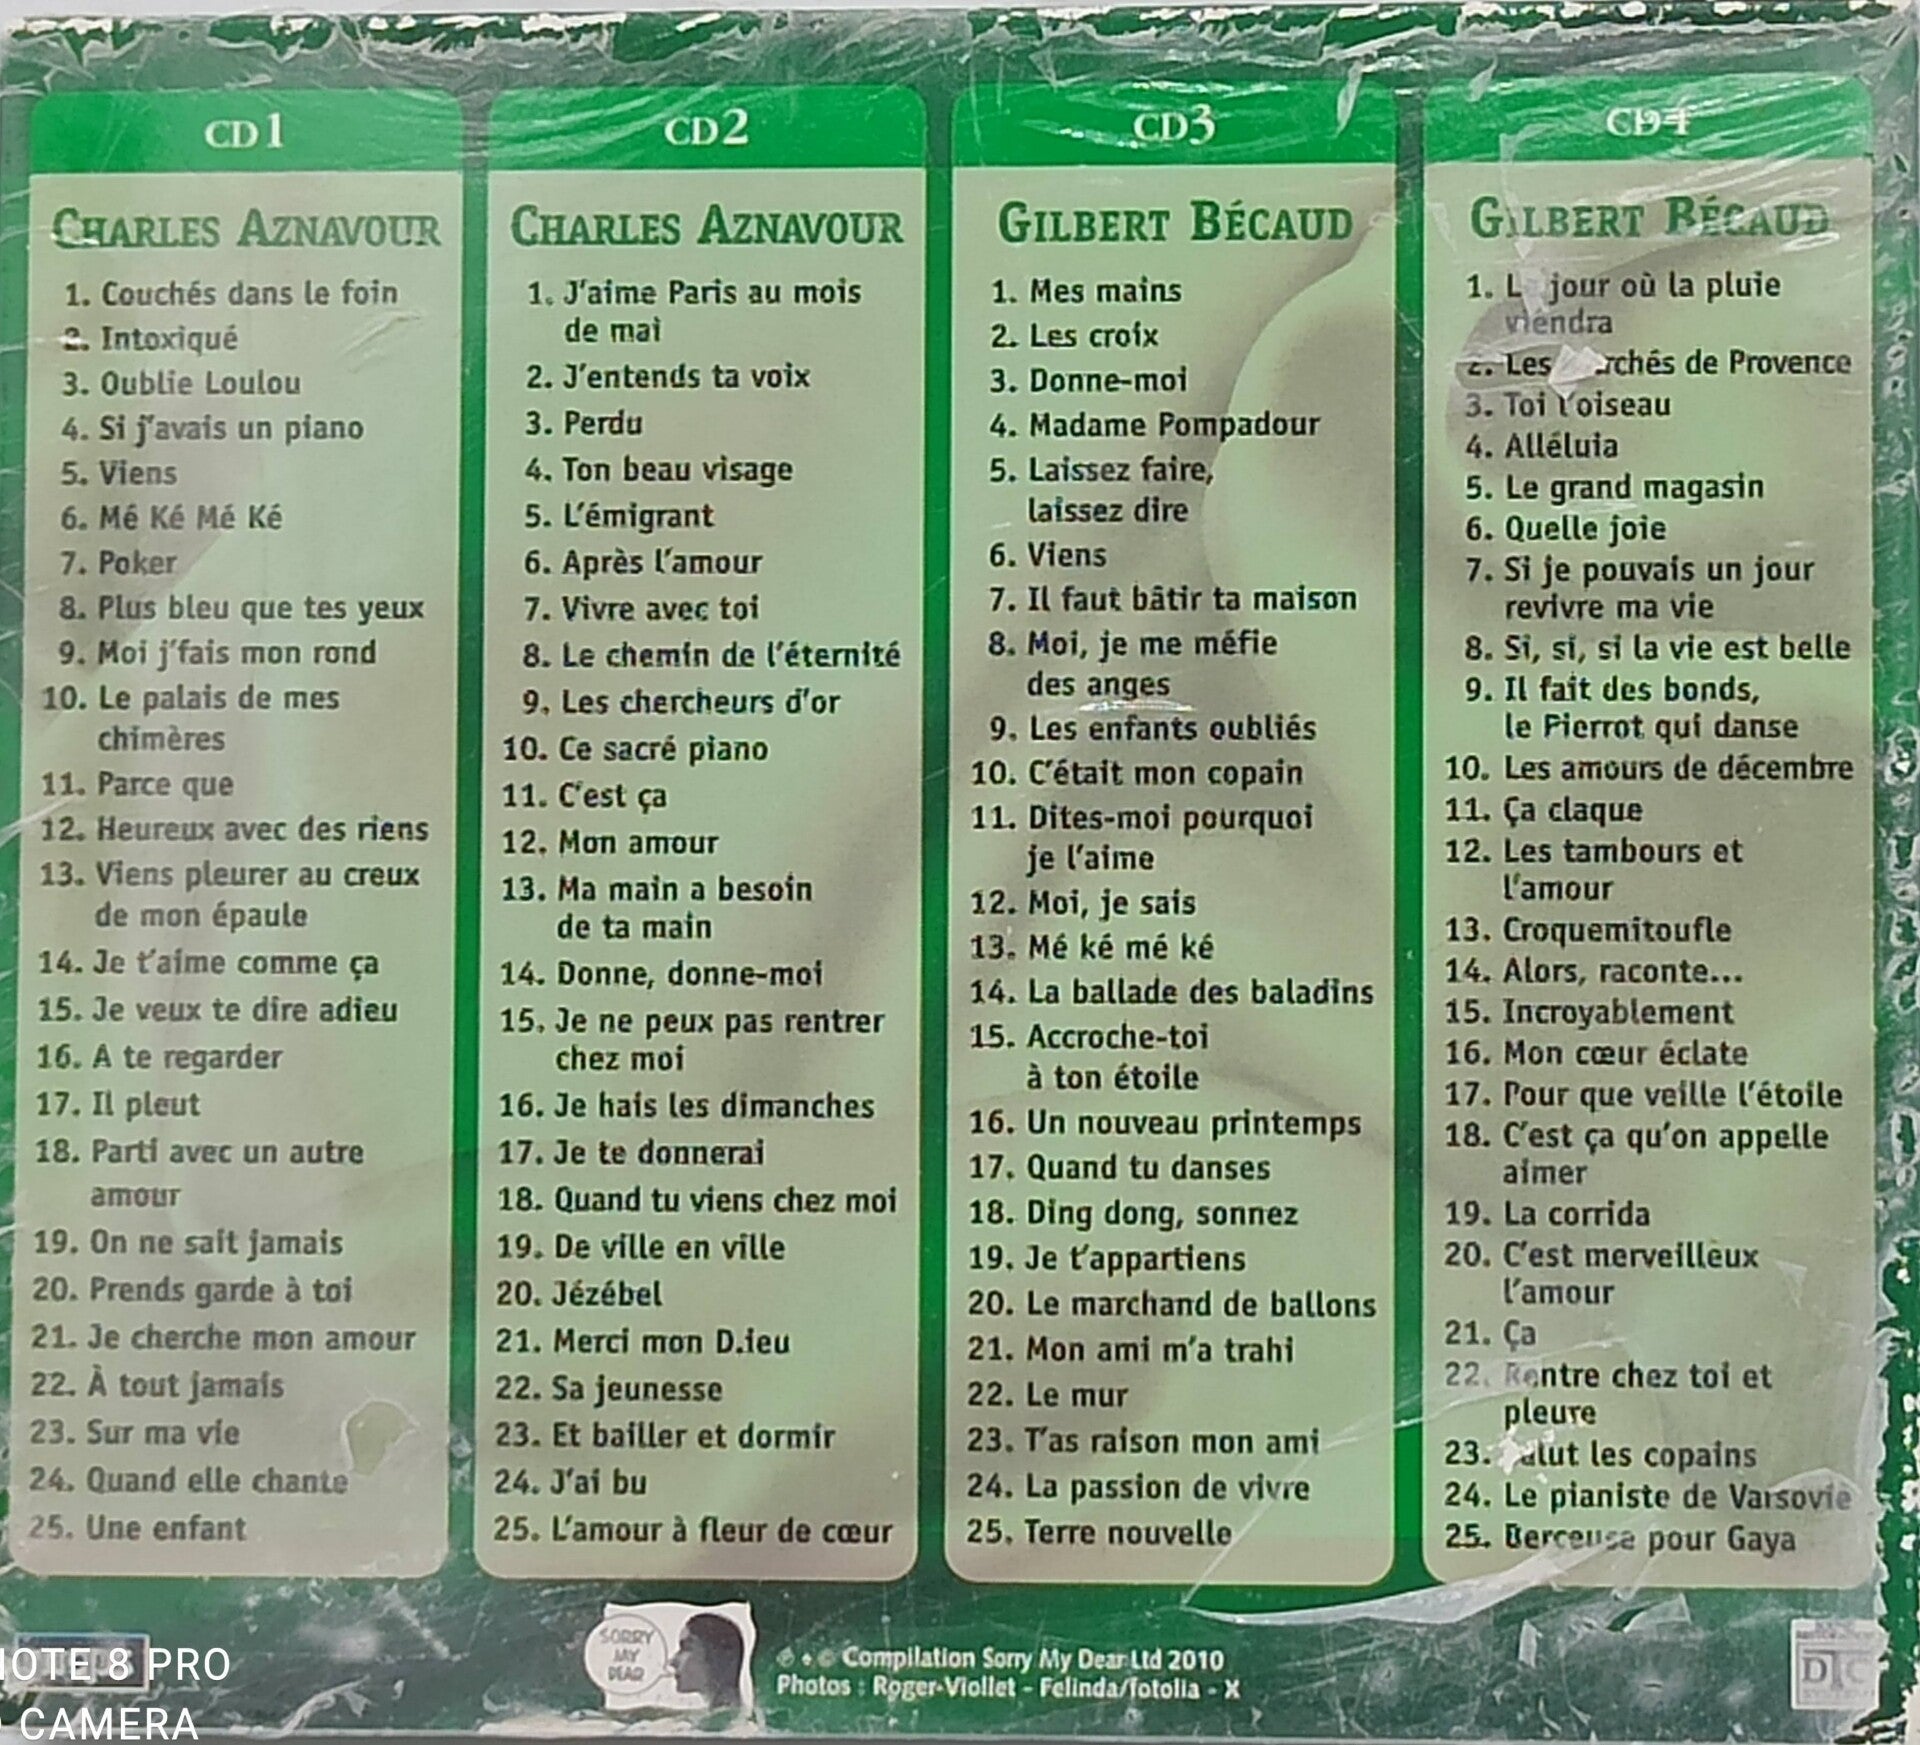 CD1
CHARLES AZNAVOUR
1. Couchés dans le foin
2. Intoxiqué
3. Oublie Loulou
4. Si j'avais un piano
5. Viens
6. Mé Ké Mé Ké
7. Poker
8. Plus bleu que tes yeux
9. Moi j'fais mon rond
10. Le palais de mes
chimères
11. Parce que
12. Heureux avec des riens
13. Viens pleurer au creux
de mon épaule
14. Je t'aime comme ça
15. Je veux te dire adieu
16. A te regarder
17. Il pleut
18. Parti avec un autre
amour
19. On ne sait jamais
20. Prends garde à toi
21. Je cherche mon amour
22. À tout jamais
23. Sur ma vie
24. Quand elle chante
25. Une enfant
CD2
CHARLES AZNAVOUR
1. J'aime Paris au mois
de mai
2. J'entends ta voix
3. Perdu
4. Ton beau visage
5. L'émigrant
6. Après l'amour
7. Vivre avec toi
8. Le chemin de l'éternité
9. Les chercheurs d'or
10. Ce sacré piano
11. C'est ça
12. Mon amour
13. Ma main a besoin
de ta main
14. Donne, donne-moi
15. Je ne peux pas rentrer
chez moi
16. Je hais les dimanches
17. Je te donnerai
18. Quand tu viens chez moi
19. De ville en ville
20. Jézébel
21. Merci mon D.ieu
22. Sa jeunesse
23. Et bailler et dormir
24. J'ai bu
25. L'amour à fleur de cœur
CD3
GILBERT BÉCAUD
1. Mes mains
2. Les croix
3. Donne-moi
4. Madame Pompadour
5. Laissez faire,
laissez dire
6. Viens
7. Il faut bâtir ta maison
8. Moi, je me méfie
des anges
9. Les enfants oubliés
10. C'était mon copain
11. Dites-moi pourquoi
je l'aime
12. Moi, je sais
13. Mé ké mé ké
14. La ballade des baladins
15. Accroche-toi
à ton étoile
16. Un nouveau printemps
17. Quand tu danses
18. Ding dong, sonnez
19. Je t'appartiens
20. Le marchand de ballons
21. Mon ami m'a trahi
22. Le mur
23. T'as raison mon ami
24. La passion de vivre
25. Terre nouvelle
CD4
GILBERT BÉCAUD
1. jour où la pluie
viendra
2. Les de Provence
3. Toi l'oiseau
4. Alléluia
5. Le grand magasin
6. Quelle joie
7. Si je pouvais un jour
revivre ma vie
8. Si, si, si la vie est belle
9. Il fait des bonds,
le Pierrot qui danse
10. Les amours de décembre
11. Ça claque
12. Les tambours et
l'amour
13. Croquemitoufle
14. Alors, raconte...
15. Incroyablement
16. Mon cœur éclate
17. Pour que veille l'étoile
18. C'est ça qu'on appelle
aimer
19. La corrida
20. C'est merveilleux
l'amour
21. Ça
22. Rentre chez toi et
pleure
23. les copains
24. Le pianiste de Varsovie
25. Berceuse pour Gaya
SORRY
MY
DEAR
℗ • © Compilation Sorry My Dear Ltd 2010
Photos : Roger-Viollet - Felinda/fotolia - X
DTC
8 PRO
CAMERA